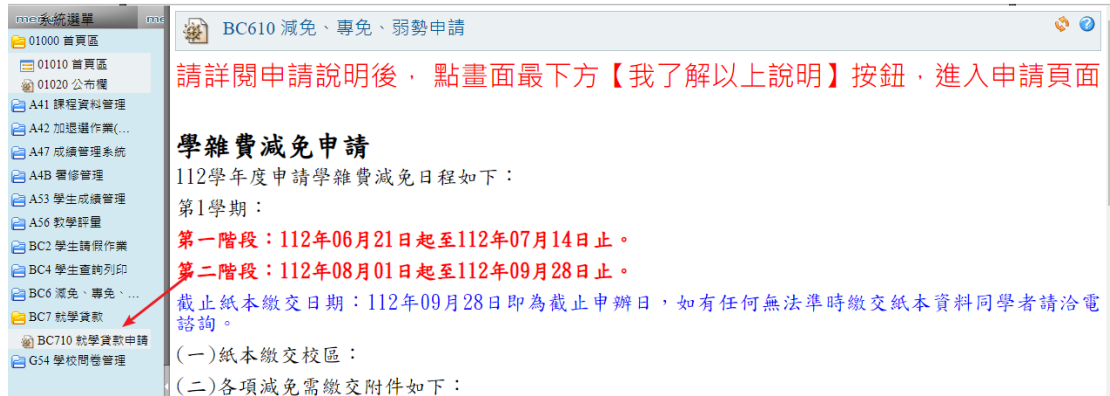 系統選單
01000 首頁區
01010 首頁區
01020 公布欄
A41 課程資料管理
A42 加退選作業(...
A47 成績管理系統
A4B 暑修管理
A53 學生成績管理
A56 教學評量
BC2 學生請假作業
BC4 學生查詢列印
BC6 減免、專免、...
BC7 就學貸款
BC710 就學貸款申請
G54 學校問卷管理
BC610 減免、專免、弱勢申請
請詳閱申請說明後, 點畫面最下方【我了解以上說明】按鈕,進入申請頁面
學雜費減免申請
112學年度申請學雜費減免日程如下:
第1學期:
第一階段:112年06月21日起至112年07月14日止。
第二階段:112年08月01日起至112年09月28日止。
截止紙本繳交日期:112年09月28日即為截止申辦日,如有任何無法準時繳交紙本資料同學者請洽電
諮詢。
(一)紙本繳交校區:
(二)各項減免需繳交附件如下: